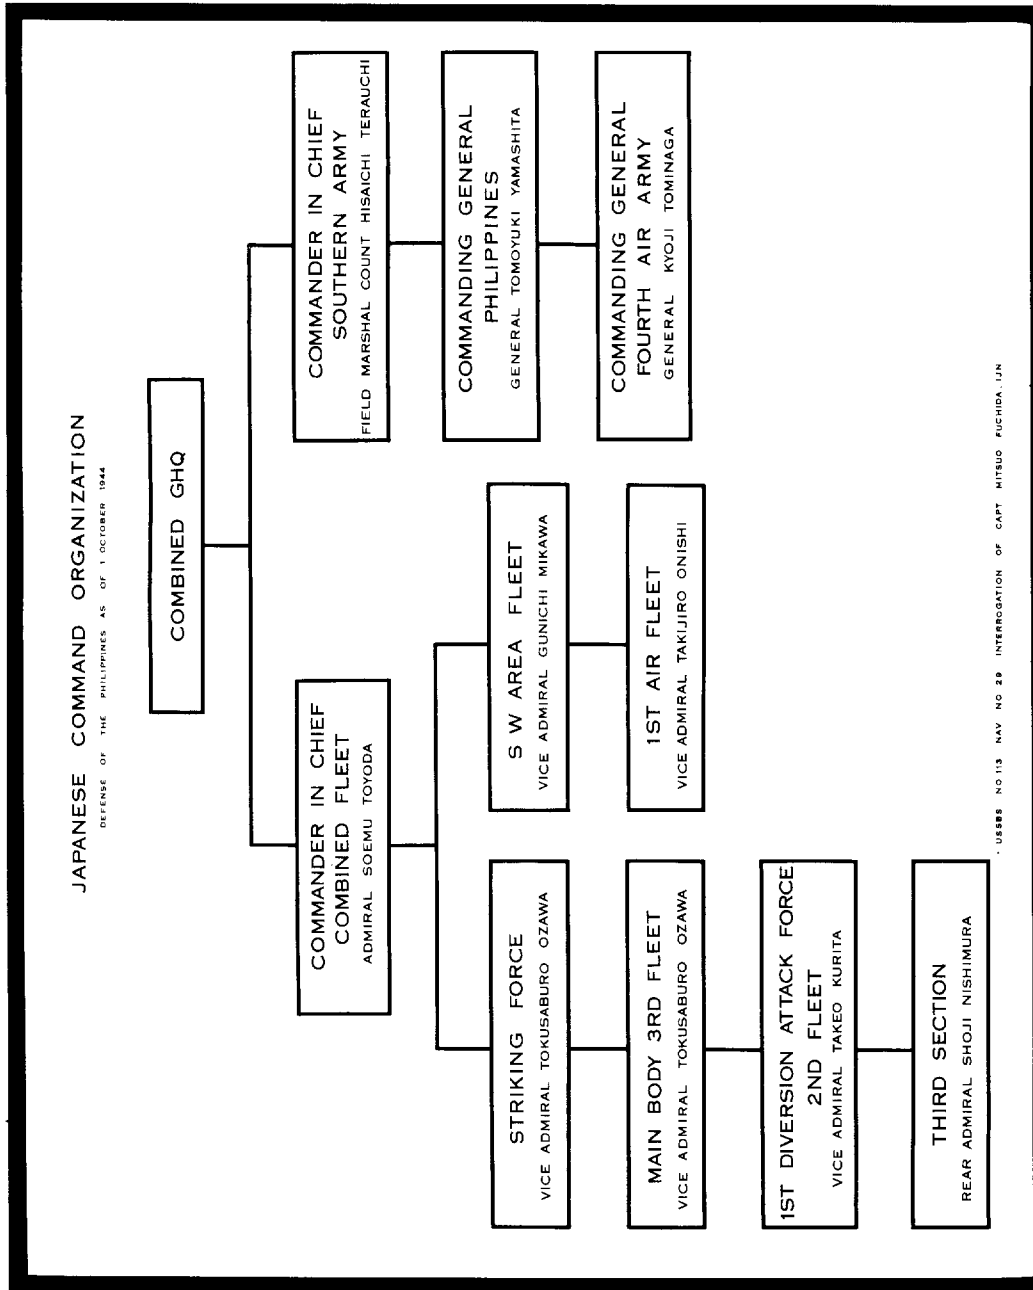 JAPANESE COMMAND ORGANIZATION
DEFENSE OF THE PHILIPPINES AS OF 1 OCTOBER 1944
COMBINED GHQ
COMMANDER IN CHIEF
COMBINED FLEET
ADMIRAL SOEMU TOYODA
COMMANDER IN CHIEF
SOUTHERN ARMY
FIELD MARSHAL COUNT HISAICHI TERAUCHI
STRIKING FORCE
VICE ADMIRAL TOKUSABURO OZAWA
S W AREA FLEET
VICE ADMIRAL GUNICHI MIKAWA
COMMANDING GENERAL
PHILIPPINES
GENERAL TOMOYUKI YAMASHITA
MAIN BODY 3RD FLEET
VICE ADMIRAL TOKUSABURO OZAWA
1ST AIR FLEET
VICE ADMIRAL TAKIJIRO ONISHI
COMMANDING GENERAL
FOURTH AIR ARMY
GENERAL KYOJI TOMINAGA
1ST DIVERSION ATTACK FORCE
2ND FLEET
VICE ADMIRAL TAKEO KURITA
THIRD SECTION
REAR ADMIRAL SHOJI NISHIMURA
· USSBS NO 113 NAV NO 29 INTERROGATION OF CAPT MITSUO FUCHIDA, IJN